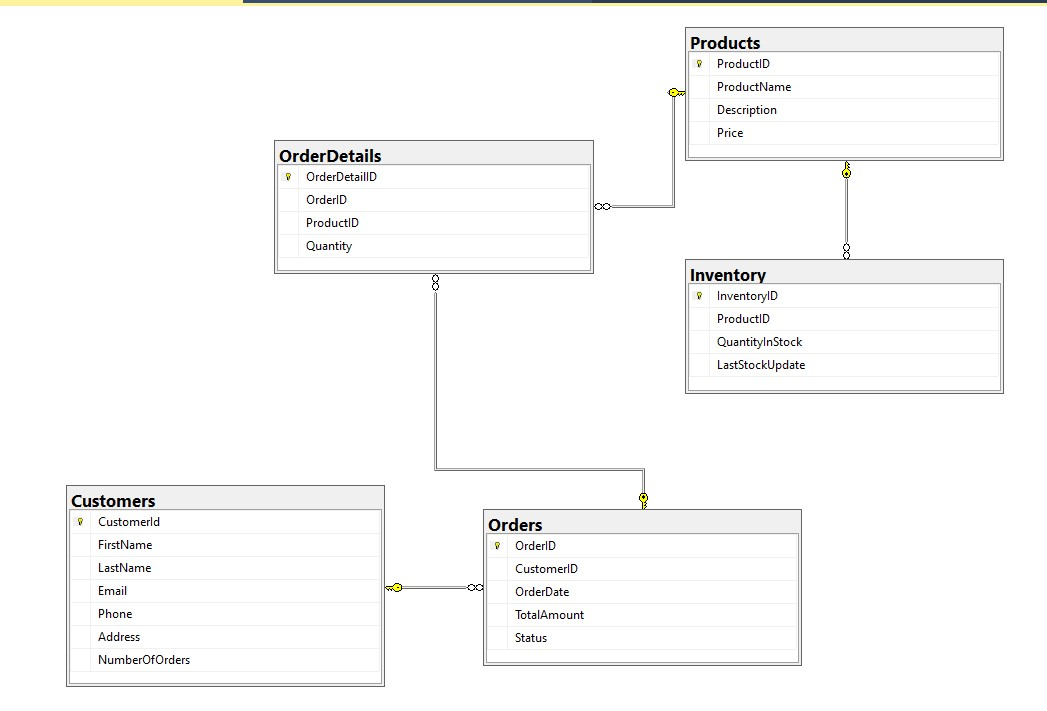 Products
ProductID
ProductName
Description
Price
OrderDetails
OrderDetailID
OrderID
ProductID
Quantity
Inventory
InventoryID
ProductID
QuantityInStock
LastStockUpdate
Customers
CustomerId
FirstName
LastName
Email
Phone
Address
NumberOfOrders
Orders
OrderID
CustomerID
OrderDate
TotalAmount
Status